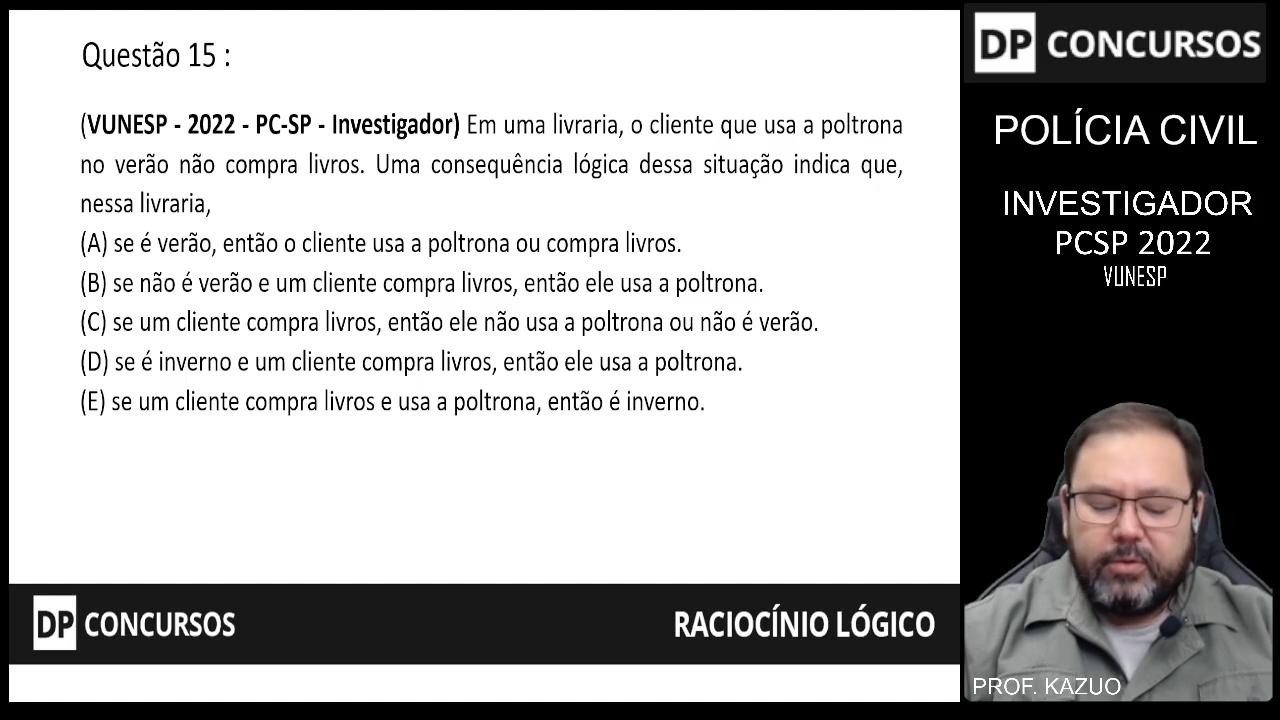 Questão 15 :
(VUNESP - 2022 - PC-SP - Investigador) Em uma livraria, o cliente que usa a poltrona
no verão não compra livros. Uma consequência lógica dessa situação indica que,
nessa livraria,
(A) se é verão, então o cliente usa a poltrona ou compra livros.
(B) se não é verão e um cliente compra livros, então ele usa a poltrona.
(C) se um cliente compra livros, então ele não usa a poltrona ou não é verão.
(D) se é inverno e um cliente compra livros, então ele usa a poltrona.
(E) se um cliente compra livros e usa a poltrona, então é inverno.
DP CONCURSOS
RACIOCÍNIO LÓGICO
DP CONCURSOS
POLÍCIA CIVIL
INVESTIGADOR
PCSP 2022
VUNESP
PROF. KAZUO